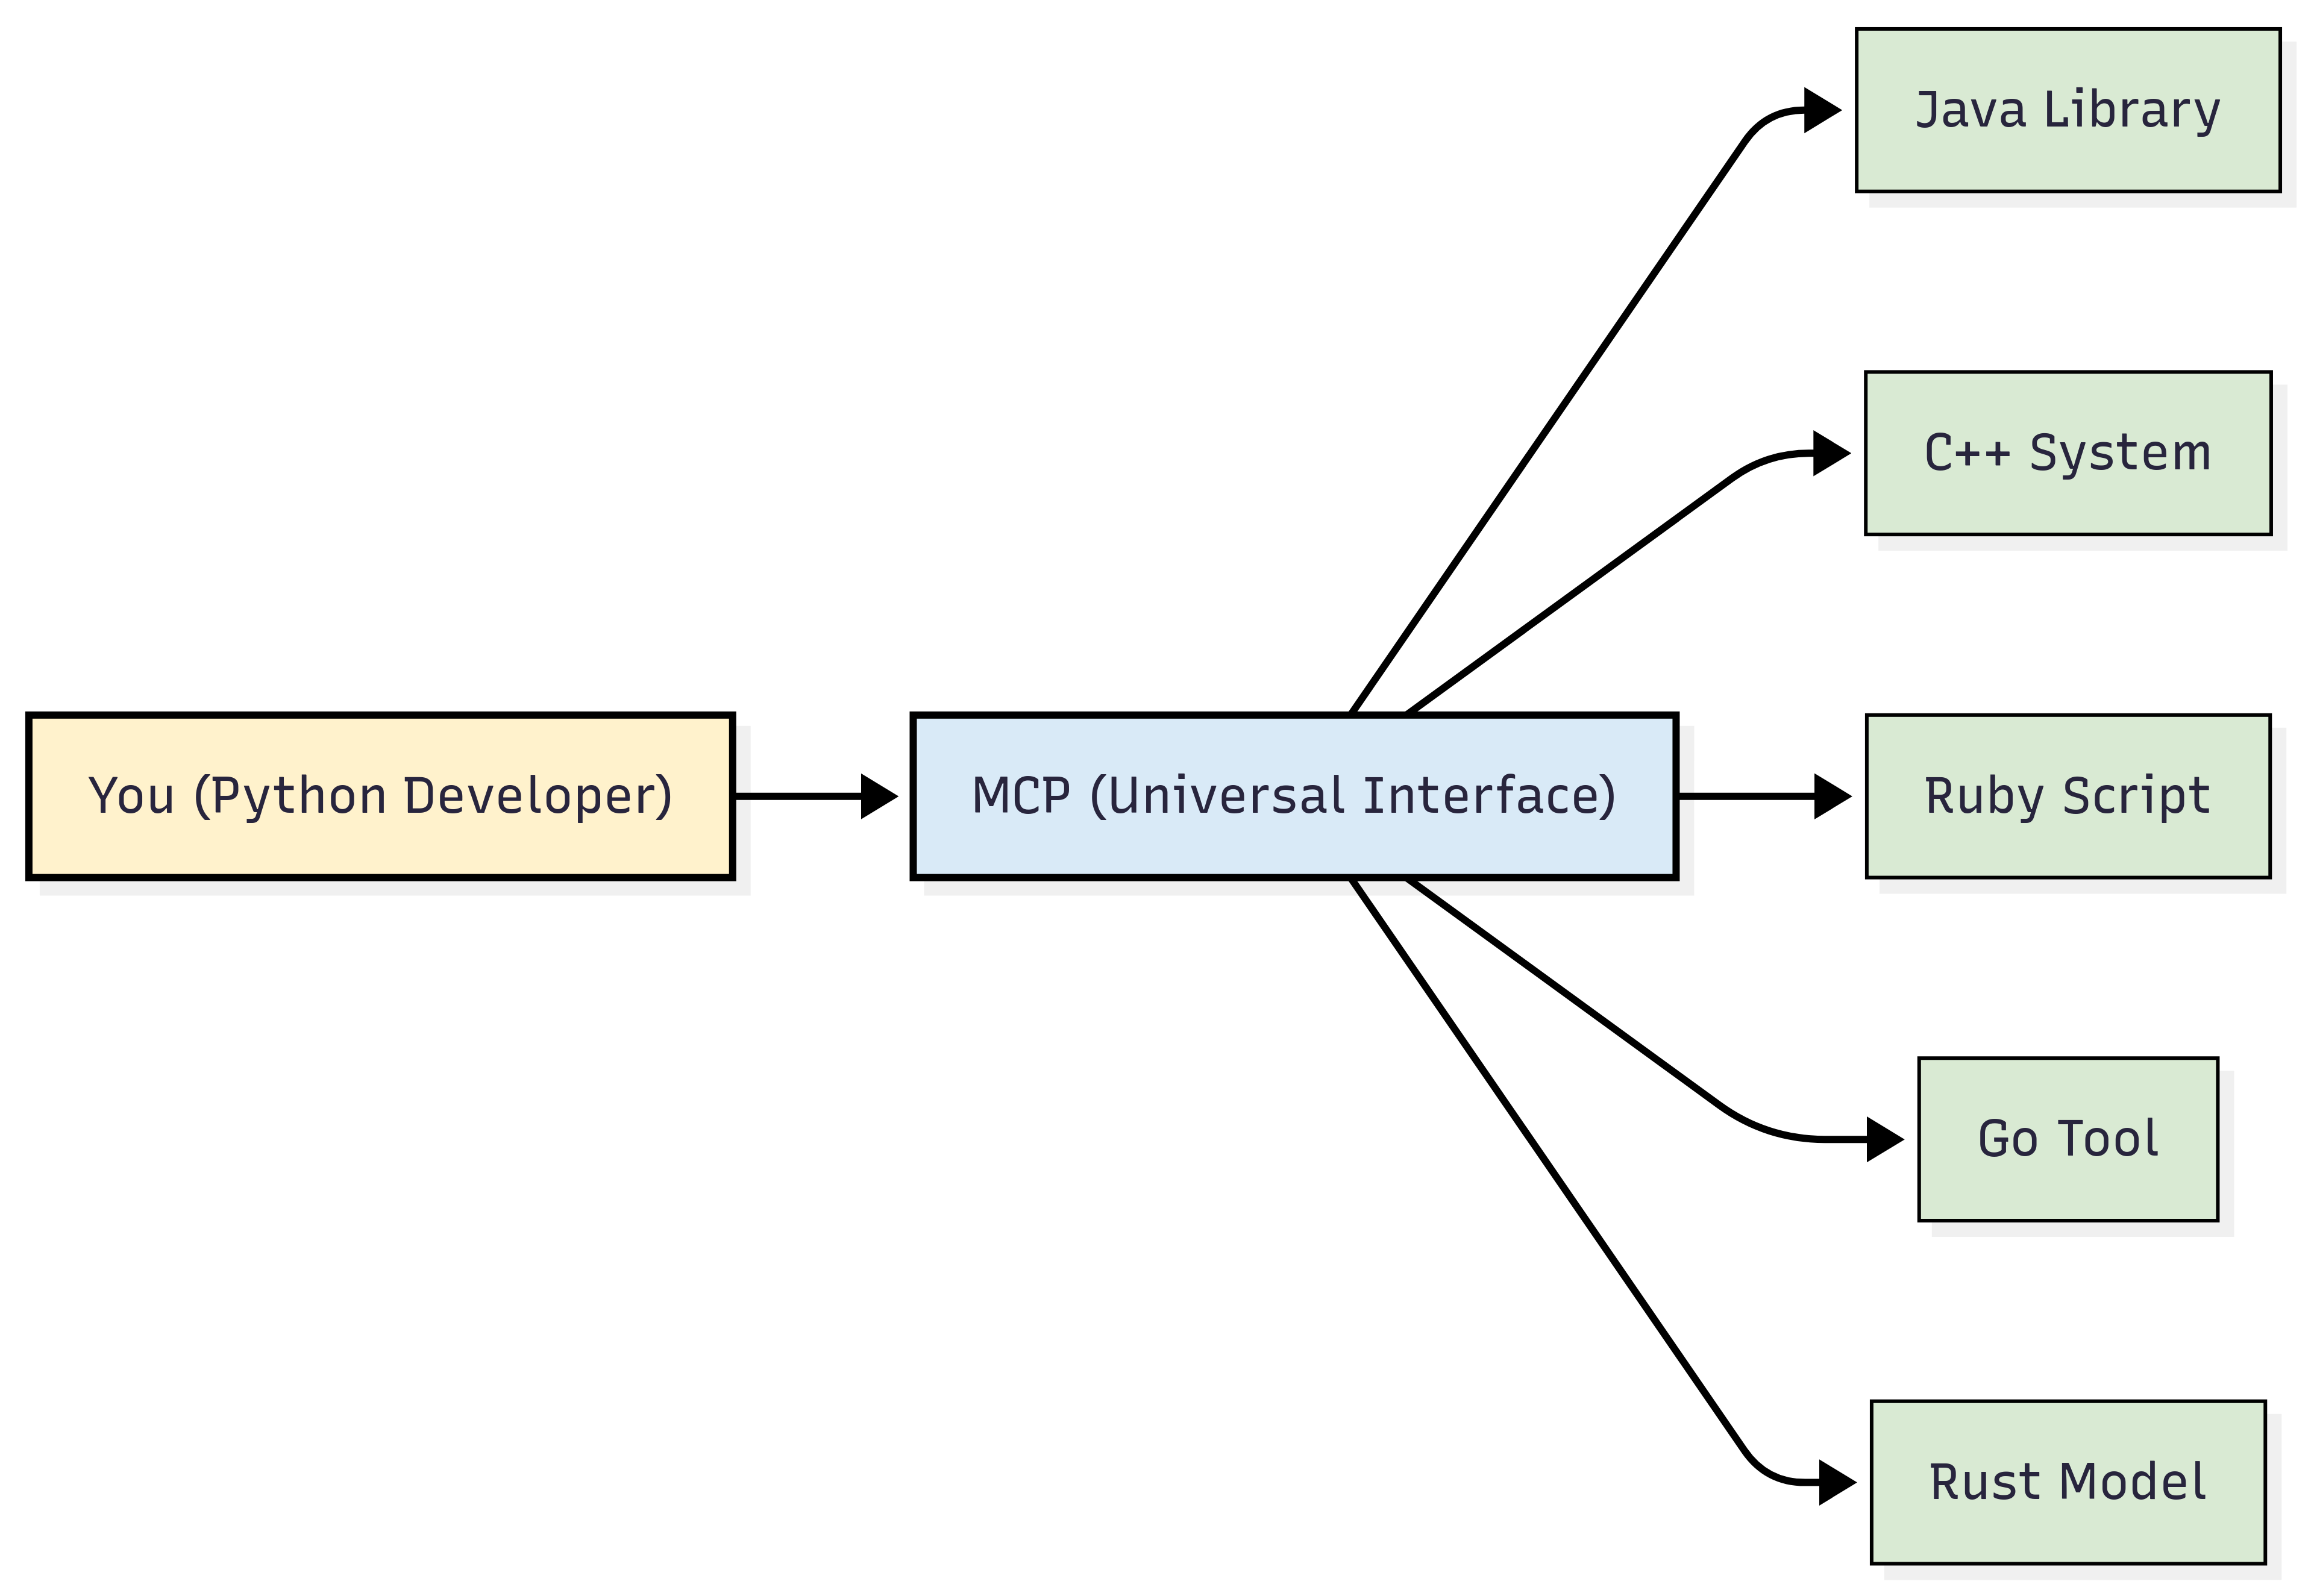 Java Library
C++ System
You (Python Developer)
MCP (Universal Interface)
Ruby Script
Go Tool
Rust Model